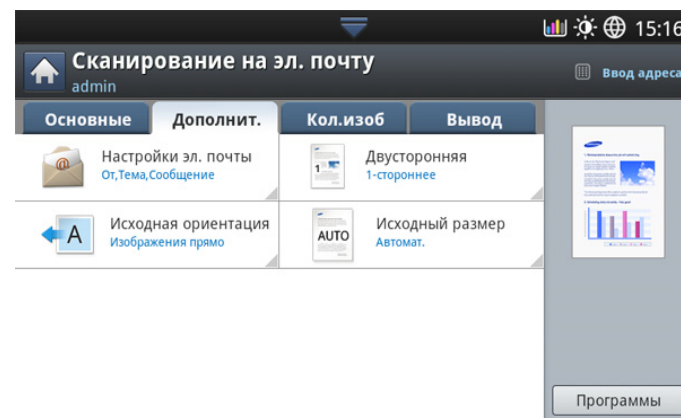 15:16
Сканирование на эл. почту
admin
Ввод адреса
Основные
Дополнит.
Кол.изоб
Вывод
Настройки эл. почты
От,Тема,Сообщение
Двусторонняя
1-стороннее
Исходная ориентация
Изображения прямо
Исходный размер
Автомат.
1
A
AUTO
Программы